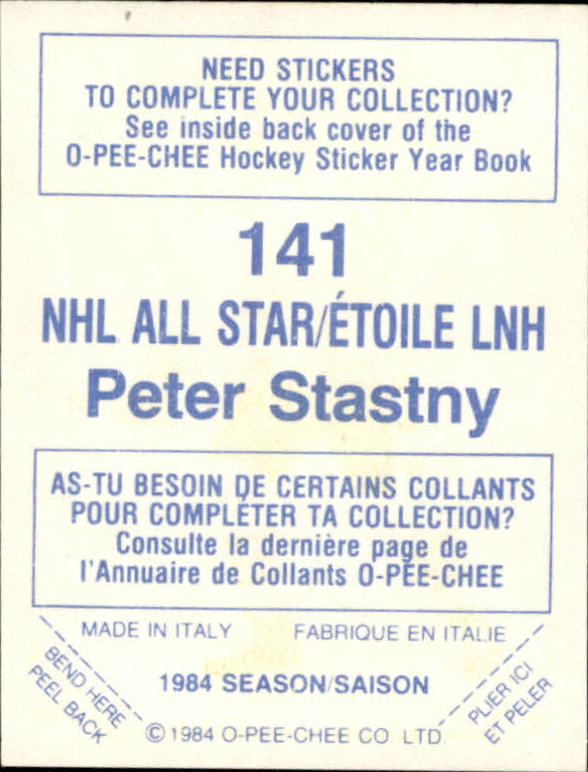 NEED STICKERS
TO COMPLETE YOUR COLLECTION?
See inside back cover of the
O-PEE-CHEE Hockey Sticker Year Book
141
NHL ALL STAR/ÉTOILE LNH
Peter Stastny
AS-TU BESOIN DE CERTAINS COLLANTS
POUR COMPLÉTER TA COLLECTION?
Consulte la dernière page de
l'Annuaire de Collants O-PÉE-CHEE
MADE IN ITALY FABRIQUE EN ITALIE
BEND HERE
PEEL BACK
1984 SEASON/SAISON
PLIER ICI
ET PELER
© 1984 O-PEE-CHEE CO. LTD.